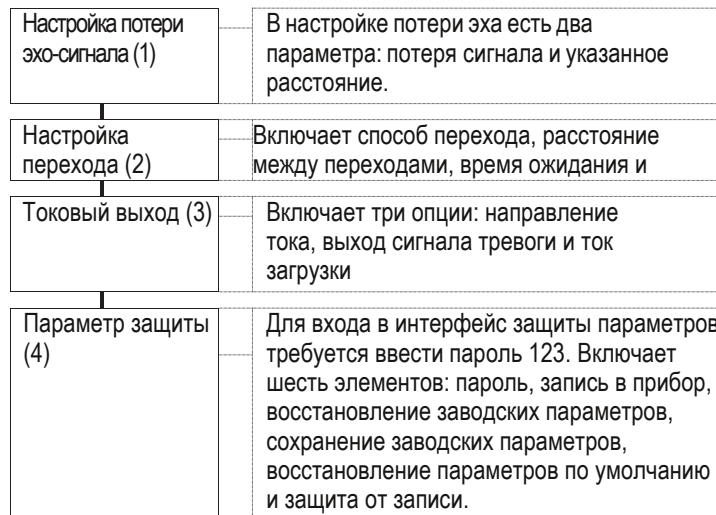 Настройка потери
эхо-сигнала (1)
В настройке потери эха есть два
параметра: потеря сигнала и указанное
расстояние.
Настройка
перехода (2)
Включает способ перехода, расстояние
между переходами, время ожидания и
Токовый выход (3)
Включает три опции: направление
тока, выход сигнала тревоги и ток
загрузки
Параметр защиты
(4)
Для входа в интерфейс защиты параметров
требуется ввести пароль 123. Включает
шесть элементов: пароль, запись в прибор,
восстановление заводских параметров,
сохранение заводских параметров,
восстановление параметров по умолчанию
и защита от записи.